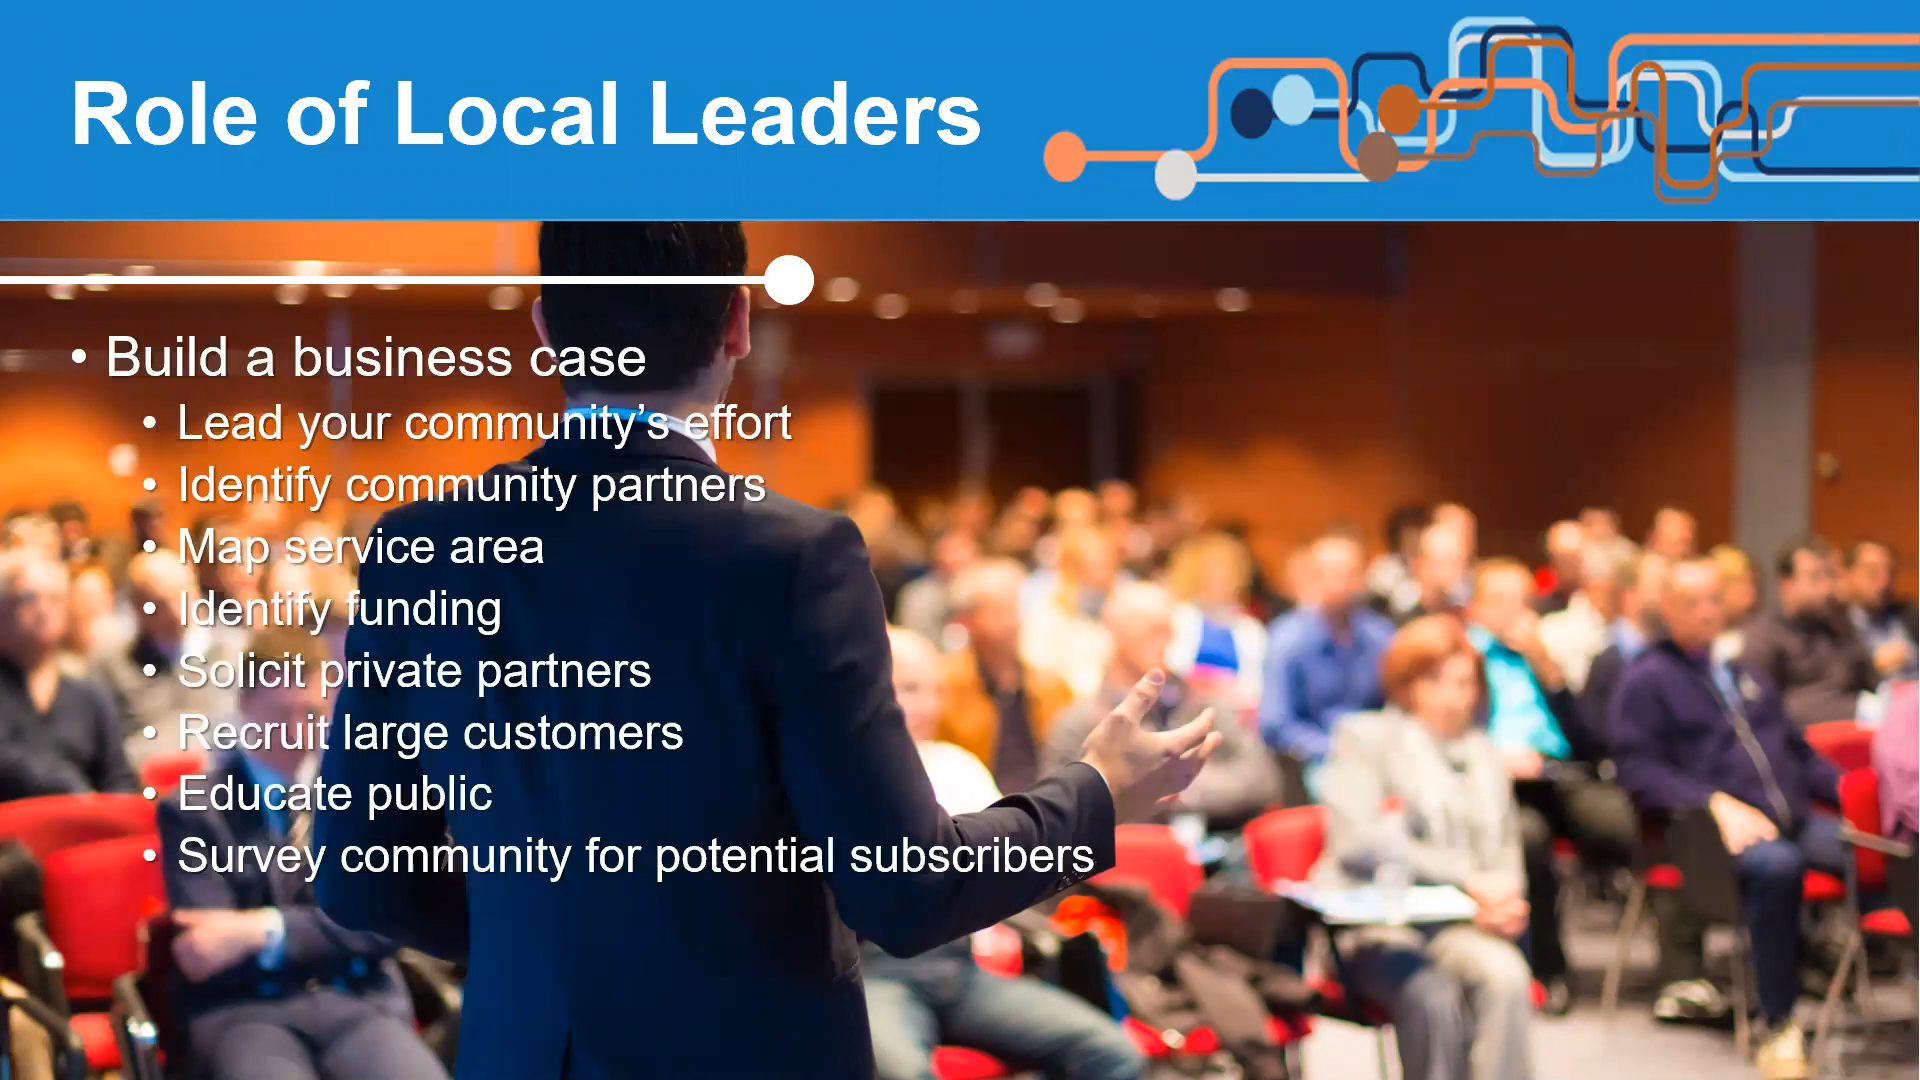 Role of Local Leaders
• Build a business case
• Lead your community’s effort
• Identify community partners
• Map service area
• Identify funding
• Solicit private partners
• Recruit large customers
• Educate public
• Survey community for potential subscribers